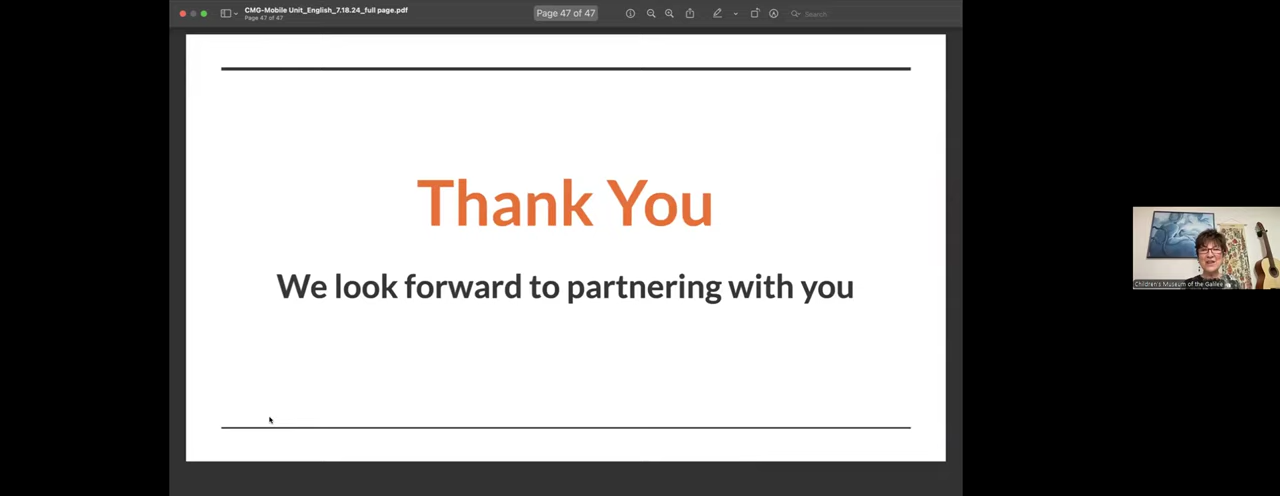 CMG-Mobile Unit_English_7.18.24_full page.pdf
Page 47 of 47
Page 47 of 47
Search
Thank You
We look forward to partnering with you
Children's Museum of the Galilee